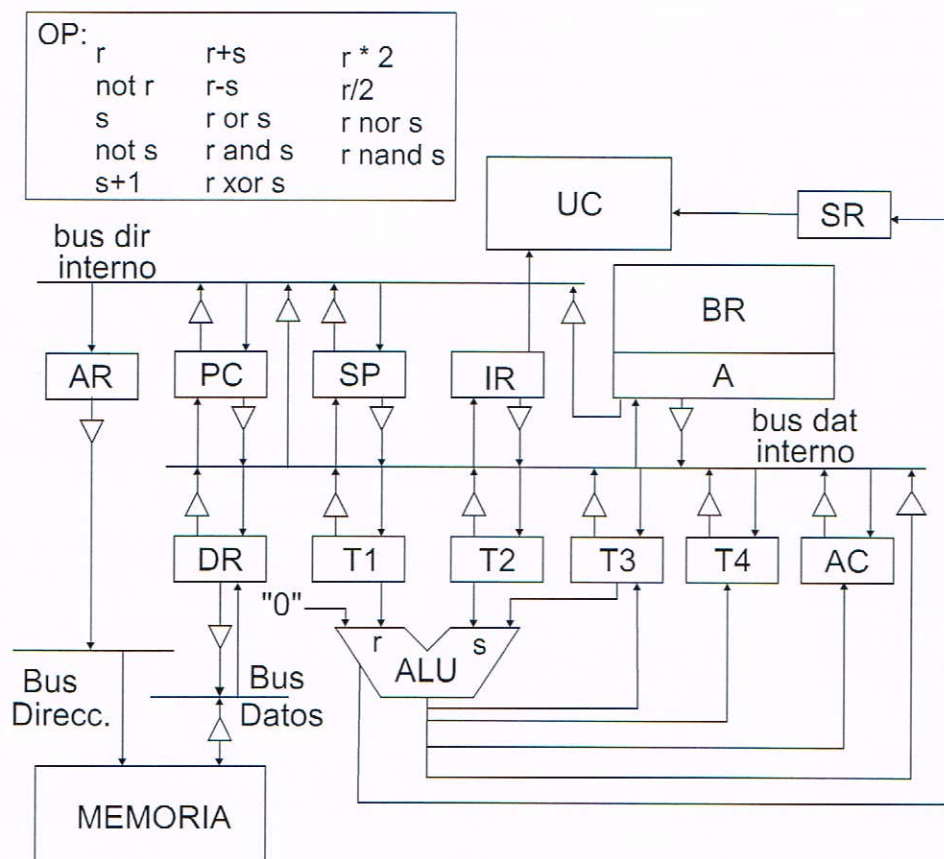 OP:
r r+s r * 2
not r r-s r/2
s r or s r nor s
not s r and s r nand s
s+1 r xor s
UC
SR
bus dir
interno
BR
AR
PC
SP
IR
A
bus dat
interno
DR
T1
T2
T3
T4
AC
"0"
r
s
ALU
Bus
Direcc.
Bus
Datos
MEMORIA